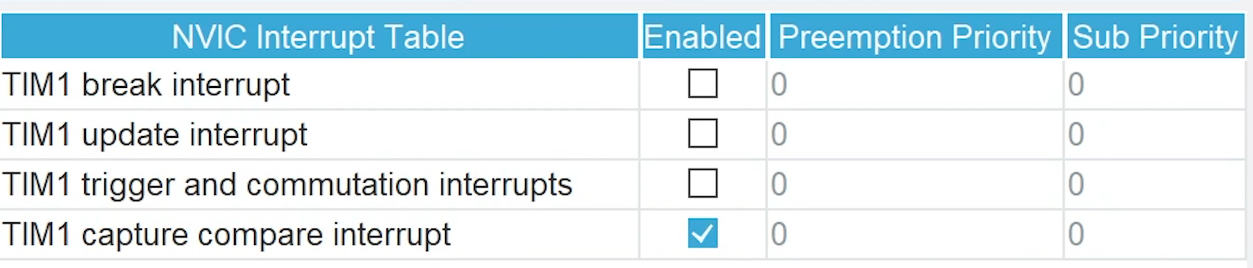 NVIC Interrupt Table Enabled Preemption Priority Sub Priority
TIM1 break interrupt 0 0
TIM1 update interrupt 0 0
TIM1 trigger and commutation interrupts 0 0
TIM1 capture compare interrupt 0 0